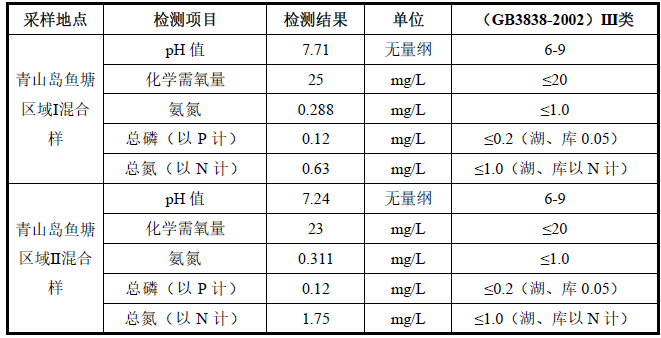 采样地点 检测项目 检测结果 单位 （GB3838-2002）III类
青山岛鱼塘区域I混合样 pH 值 7.71 无量纲 6-9
化学需氧量 25 mg/L ≤20
氨氮 0.288 mg/L ≤1.0
总磷（以 P 计） 0.12 mg/L ≤0.2（湖、库 0.05）
总氮（以 N 计） 0.63 mg/L ≤1.0（湖、库以 N 计）
青山岛鱼塘区域II混合样 pH 值 7.24 无量纲 6-9
化学需氧量 23 mg/L ≤20
氨氮 0.311 mg/L ≤1.0
总磷（以 P 计） 0.12 mg/L ≤0.2（湖、库 0.05）
总氮（以 N 计） 1.75 mg/L ≤1.0（湖、库以 N 计）